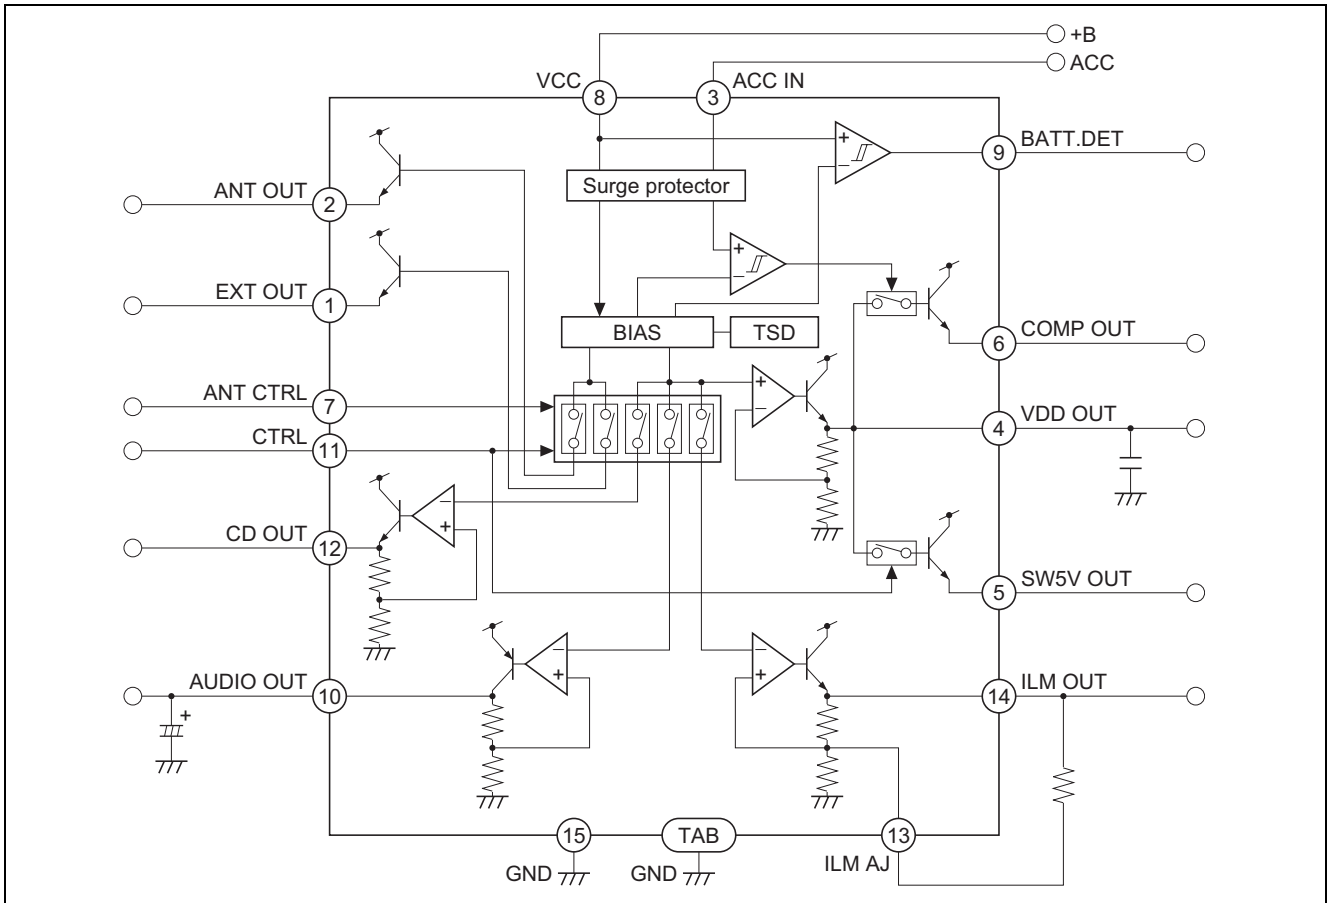 +B
ACC
VCC
8
3
ACC IN
+
−
9
BATT.DET
Surge protector
ANT OUT
2
+
−
EXT OUT
1
BIAS
TSD
6
COMP OUT
ANT CTRL
7
+
−
4
VDD OUT
CTRL
11
−
+
CD OUT
12
5
SW5V OUT
−
+
−
+
AUDIO OUT
10
14
ILM OUT
+
15
TAB
13
GND
GND
ILM AJ